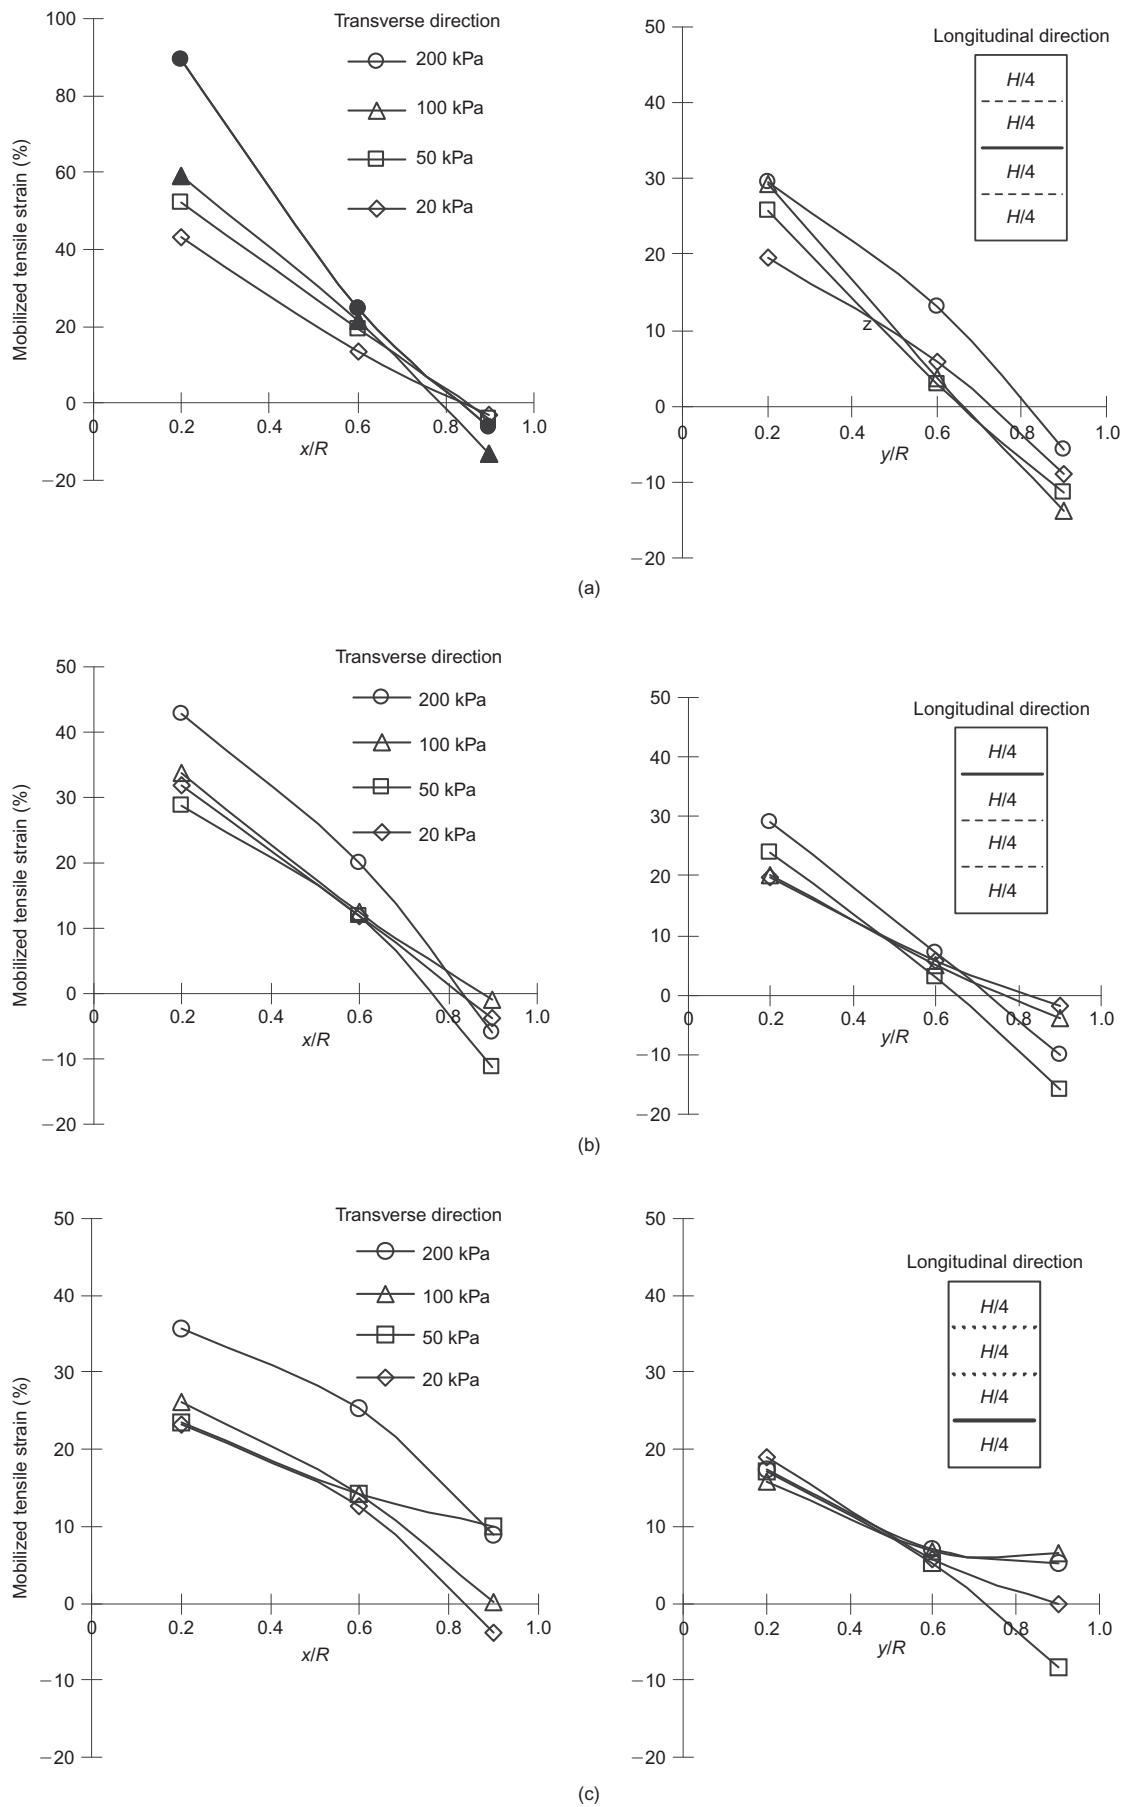 Transverse direction
200 kPa
100 kPa
50 kPa
20 kPa
Mobilized tensile strain (%)
100
80
60
40
20
0
−20
0 0.2 0.4 0.6 0.8 1.0
x/R
Longitudinal direction
H/4
H/4
H/4
H/4
50
40
30
20
10
0
−10
−20
z
0 0.2 0.4 0.6 0.8 1.0
y/R
(a)
Transverse direction
200 kPa
100 kPa
50 kPa
20 kPa
Mobilized tensile strain (%)
50
40
30
20
10
0
−10
−20
0 0.2 0.4 0.6 0.8 1.0
x/R
Longitudinal direction
H/4
H/4
H/4
H/4
50
40
30
20
10
0
−10
−20
0 0.2 0.4 0.6 0.8 1.0
y/R
(b)
Transverse direction
200 kPa
100 kPa
50 kPa
20 kPa
Mobilized tensile strain (%)
50
40
30
20
10
0
−10
−20
0 0.2 0.4 0.6 0.8 1.0
x/R
Longitudinal direction
H/4
H/4
H/4
H/4
50
40
30
20
10
0
−10
−20
0 0.2 0.4 0.6 0.8 1.0
y/R
(c)